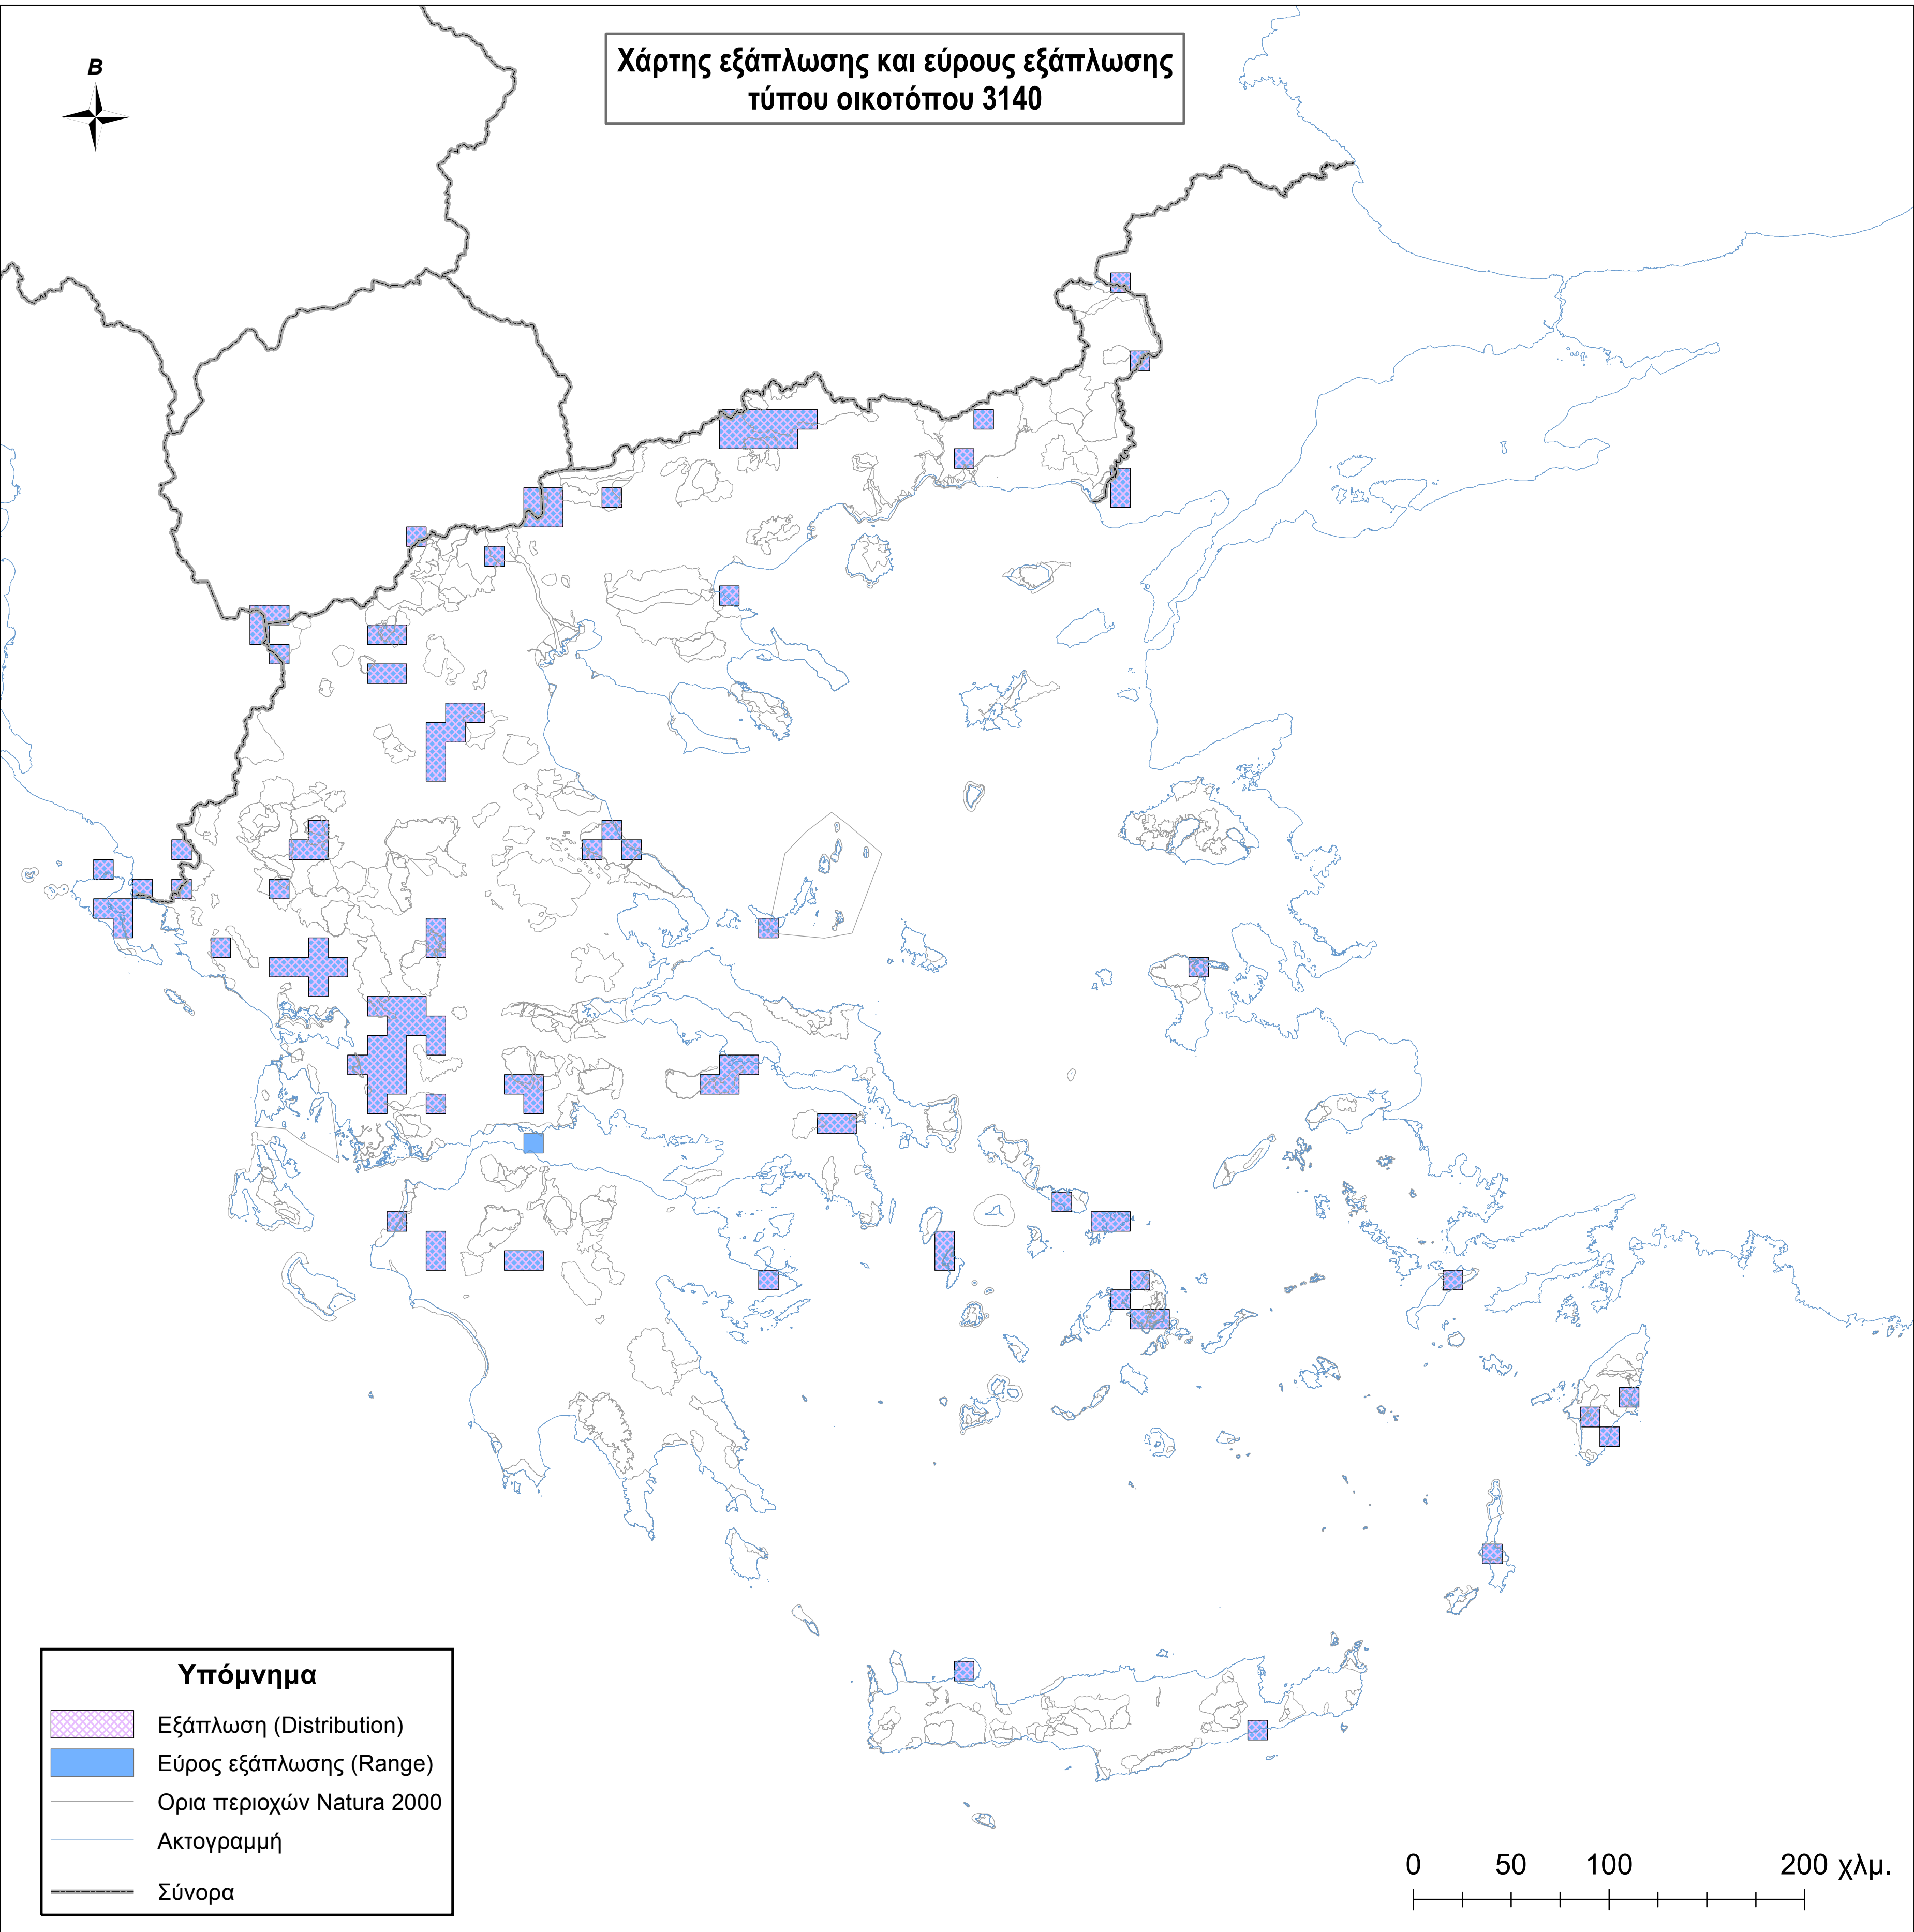 Β
Χάρτης εξάπλωσης και εύρους εξάπλωσης
τύπου οικοτόπου 3140
Υπόμνημα
Εξάπλωση (Distribution)
Εύρος εξάπλωσης (Range)
Ορια περιοχών Natura 2000
Ακτογραμμή
Σύνορα
0 50 100 200 χλμ.